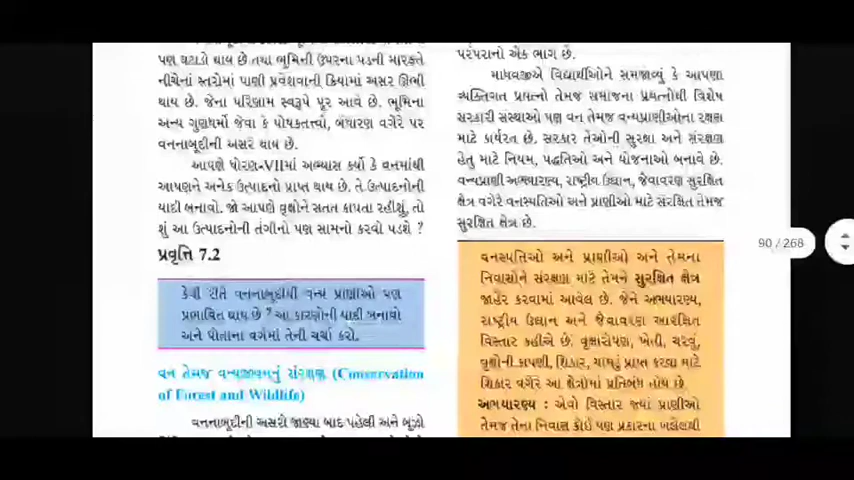 પણ ઘટાડો થાય છે તથા ભૂમિની ઉપરના પડની મારફતે
નીચેનાં સ્તરોમાં પાણી પ્રવેશવાની ક્રિયામાં અસર ઊભી
થાય છે. જેના પરિણામ સ્વરૂપે પૂર આવે છે. ભૂમિના
અન્ય ગુણધર્મો જેવા કે પોષકતત્ત્વો, બંધારણ વગેરે પર
વનનાબૂદીની અસર થાય છે.
આપણે ધોરણ-VIIમાં અભ્યાસ કર્યો કે વનમાંથી
આપણને અનેક ઉત્પાદનો પ્રાપ્ત થાય છે. તે ઉત્પાદનોની
યાદી બનાવો. જો આપણે વૃક્ષોને સતત કાપતા રહીશું, તો
શું આ ઉત્પાદનોની તંગીનો પણ સામનો કરવો પડશે ?
પ્રવૃત્તિ 7.2
કેવી રીતે વનનાબૂદીથી વન્ય પ્રાણીઓ પણ
પ્રભાવિત થાય છે ? આ કારણોની યાદી બનાવો
અને પોતાના વર્ગમાં તેની ચર્ચા કરો.
વન તેમજ વન્યજીવનનું સંરક્ષણ (Conservation
of Forest and Wildlife)
વનનાબૂદીની અસરો જાણ્યા બાદ પહેલી અને બૂઝો
પરંપરાનો એક ભાગ છે.
માધવજીએ વિદ્યાર્થીઓને સમજાવ્યું કે આપણા
વ્યક્તિગત પ્રયત્નો તેમજ સમાજના પ્રયત્નોથી વિશેષ
સરકારી સંસ્થાઓ પણ વન તેમજ વન્યપ્રાણીઓના રક્ષણ
માટે કાર્યરત છે. સરકાર તેઓની સુરક્ષા અને સંરક્ષણ
હેતુ માટે નિયમ, પદ્ધતિઓ અને યોજનાઓ બનાવે છે.
વન્યપ્રાણી અભયારણ્ય, રાષ્ટ્રીય ઉદ્યાન, જૈવાવરણ સુરક્ષિત
ક્ષેત્ર વગેરે વનસ્પતિઓ અને પ્રાણીઓ માટે સંરક્ષિત તેમજ
સુરક્ષિત ક્ષેત્ર છે.
વનસ્પતિઓ અને પ્રાણીઓ અને તેમના
નિવાસોને સંરક્ષણ માટે તેમને સુરક્ષિત ક્ષેત્ર
જાહેર કરવામાં આવેલ છે. જેને અભયારણ્ય,
રાષ્ટ્રીય ઉદ્યાન અને જૈવાવરણ આરક્ષિત
વિસ્તાર કહીએ છે. વૃક્ષારોપણ, ખેતી, ચરવું,
વૃક્ષોની કાપણી, શિકાર, ચામડું પ્રાપ્ત કરવા માટે
શિકાર વગેરે આ ક્ષેત્રોમાં પ્રતિબંધ હોય છે.
અભયારણ્ય : એવો વિસ્તાર જ્યાં પ્રાણીઓ
તેમજ તેના નિવાસ કોઈ પણ પ્રકારના ખલેલથી
90 / 268